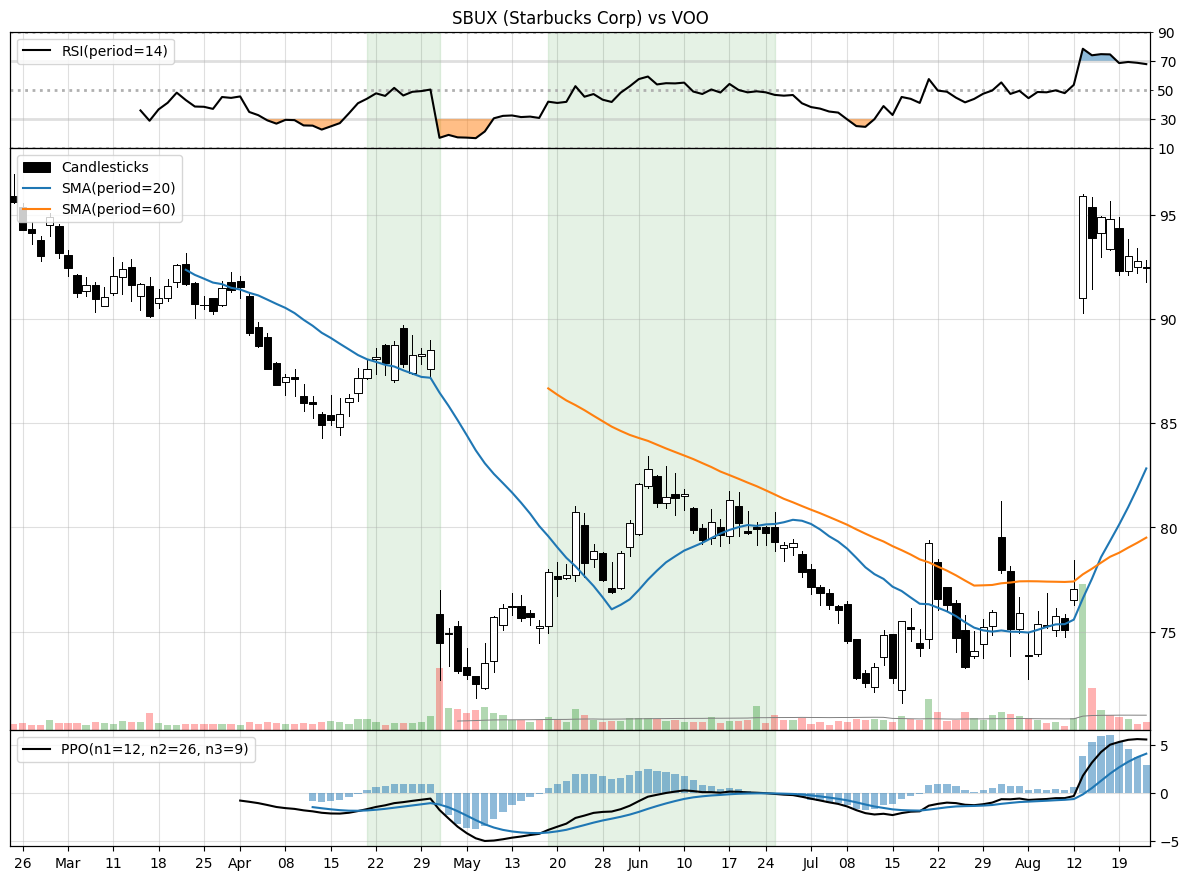 SBUX (Starbucks Corp) vs VOO
RSI(period=14)
90
70
50
30
10
Candlesticks
SMA(period=20)
SMA(period=60)
95
90
85
80
75
PPO(n1=12, n2=26, n3=9)
5
0
−5
26 Mar 11 18 25 Apr 08 15 22 29 May 13 20 28 Jun 10 17 24 Jul 08 15 22 29 Aug 12 19